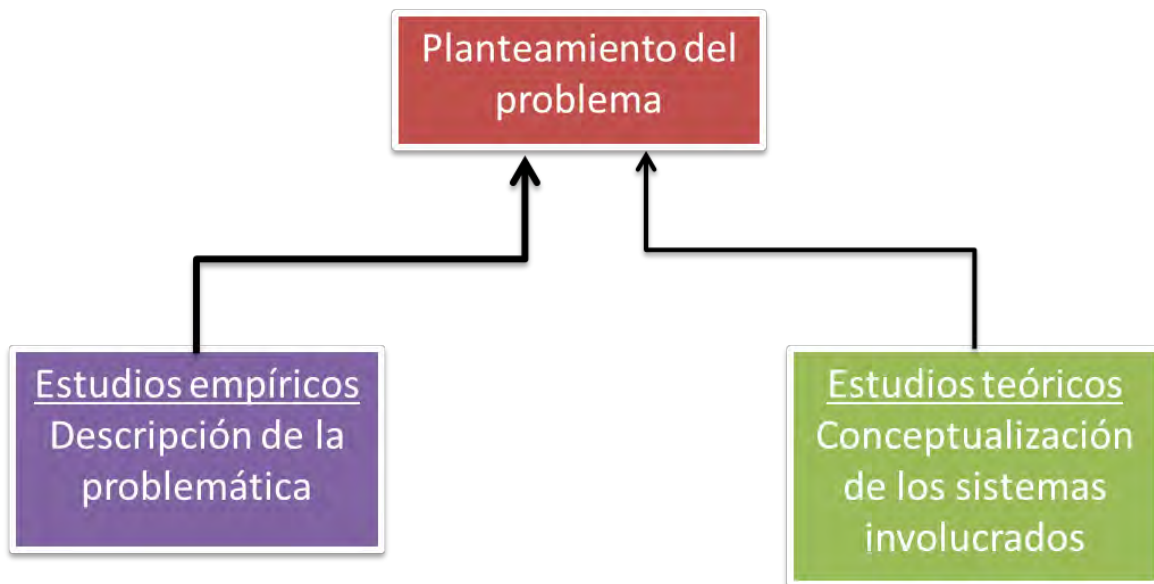 Planteamiento del
problema
Estudios empíricos
Descripción de la
problemática
Estudios teóricos
Conceptualización
de los sistemas
involucrados